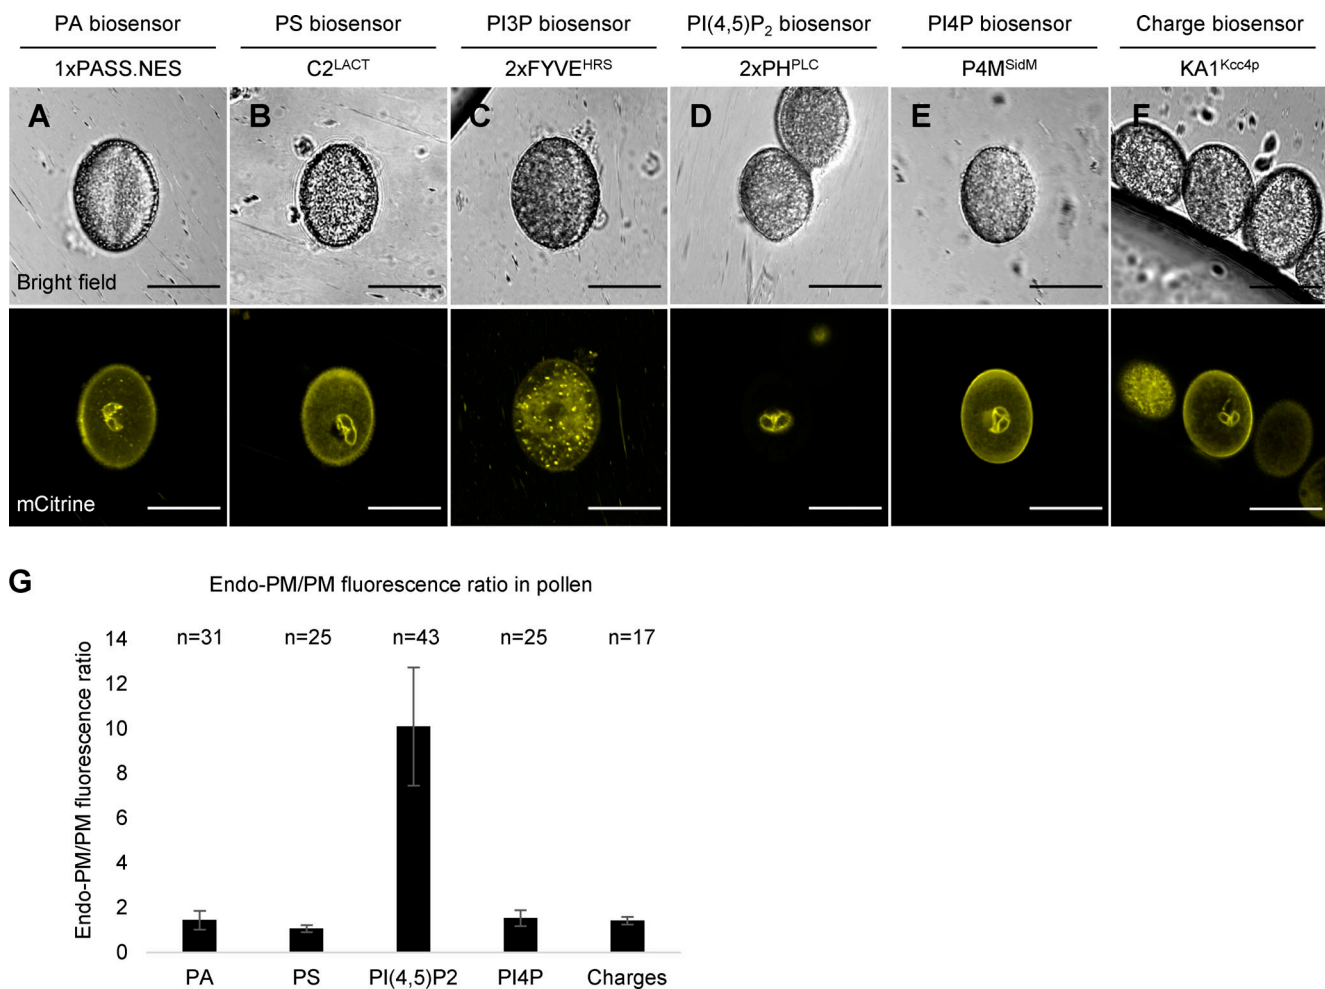 PA biosensor PS biosensor PI3P biosensor PI(4,5)P2 biosensor PI4P biosensor Charge biosensor
1xPASS.NES C2LACT 2xFYVEHRS 2xPHPLC P4MSidM KA1Kcc4p
A B C D E F
Bright field
mCitrine
G
Endo-PM/PM fluorescence ratio in pollen
n=31 n=25 n=43 n=25 n=17
Endo-PM/PM fluorescence ratio
14
12
10
8
6
4
2
0
PA PS PI(4,5)P2 PI4P Charges